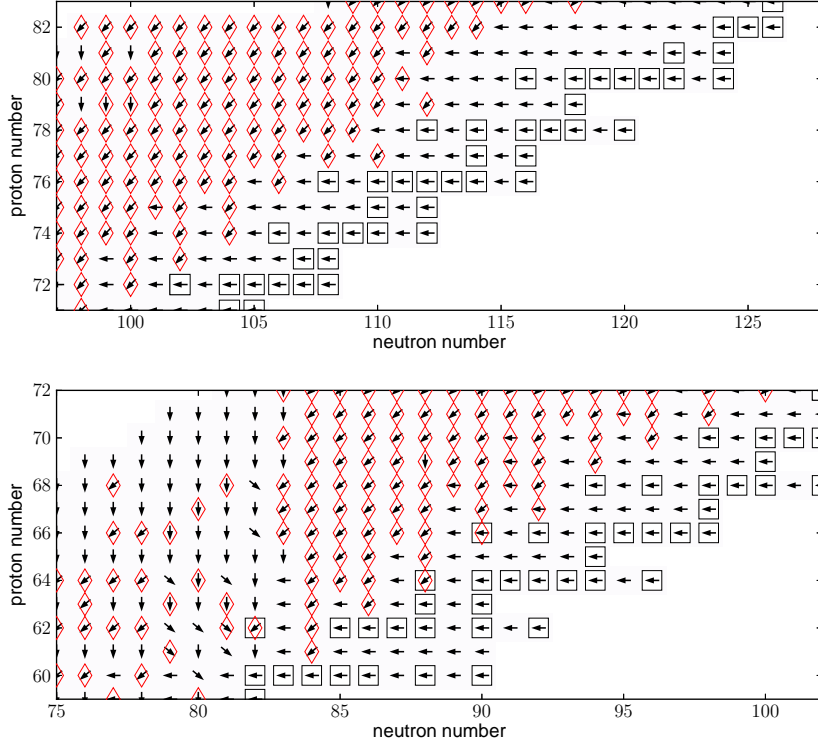 82
80
78
76
74
72
proton number
100 105 110 115 120 125
neutron number
72
70
68
66
64
62
60
proton number
75 80 85 90 95 100
neutron number